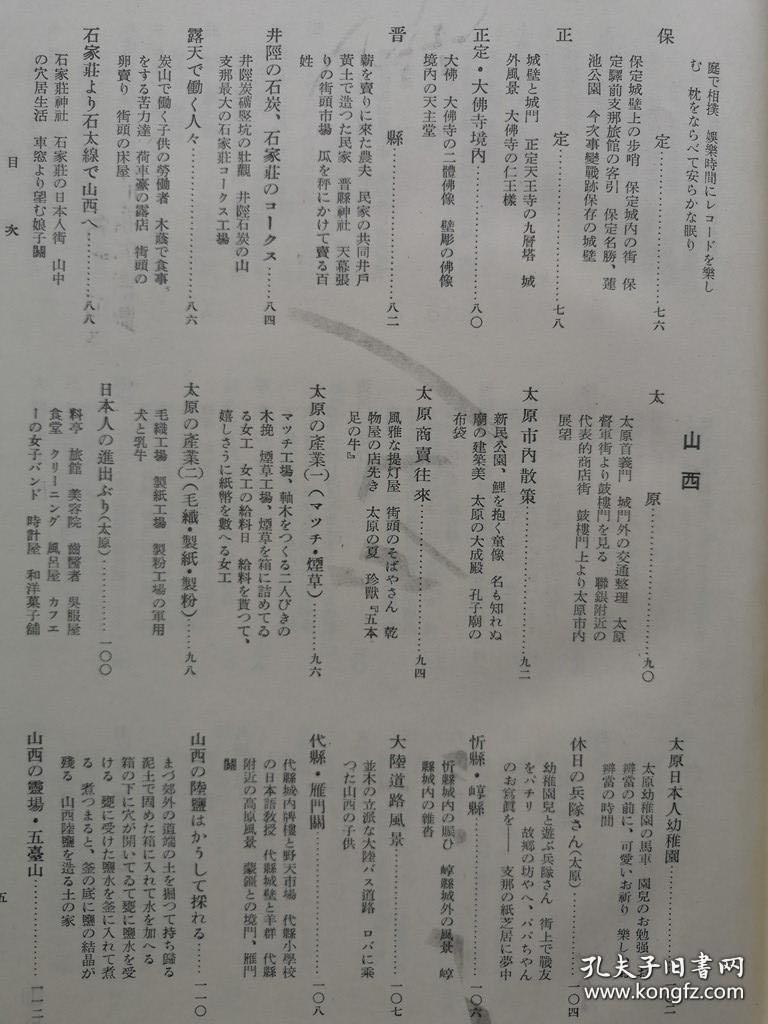 庭で相撲　娛樂時間にレコードを樂し
む　枕をならべて安らかな眠り
保定……………………七六
保定城壁上の步哨　保定城內の街　保
定驛前支那旅館の客引　保定名勝、蓮
池公園　今次事變戰跡保存の城壁
正定……………………七八
城壁と城門　正定天王寺の九層塔　城
外風景　大佛寺の仁王樣
正定・大佛寺境內……………………八〇
大佛　大佛寺の二體佛像　壁彫の佛像
境內の天主堂
晉縣……………………八二
薪を賣りに來た農夫　民家の共同井戶
黃土で造つた民家　晉縣神社　天幕張
りの街頭市場　瓜を秤にかけて賣る百
姓
井陘の石炭、石家莊のコークス……八四
井陘炭礦竪坑の壯觀　井陘石炭の山
支那最大の石家莊コークス工場
露天で働く人々……………………八六
炭山で働く子供の勞働者　木蔭で食事
をする苦力達　荷車臺の露店　街頭の
卵賣り　街頭の床屋
石家莊より石太線で山西へ…………八八
石家莊神社　石家莊の日本人街　山中
の穴居生活　車窓より望む娘子關
目次
山西
太原……………………九〇
太原首義門　城門外の交通整理　太原
督軍街より鼓樓門を見る　聯銀附近の
代表的商店街　鼓樓門上より太原市內
展望
太原市內散策……………………九二
新民公園、鯉を抱く童像　名も知れぬ
廟の建築美　太原の大成殿　孔子廟の
布袋
太原商賣往來……………………九四
風雅な提灯屋　街頭のそばやさん　乾
物屋の店先き　太原の夏　珍獸『五本
足の牛』
太原の產業(一)(マツチ・煙草)…………九六
マツチ工場、軸木をつくる二人びきの
木挽　煙草工場、煙草を箱に詰めてる
る女工　女工の給料日　給料を貰つて、
嬉しさうに紙幣を數へる女工
太原の產業(二)(毛織・製紙・製粉)……九八
毛織工場　製紙工場　製粉工場の軍用
犬と乳牛
日本人の進出ぶり(太原)……………一〇〇
料亭　旅館　美容院　齒醫者　吳服屋
食堂　クリーニング　風呂屋　カフエ
ーの女子バンド　時計屋　和洋菓子舖
太原日本人幼稚園……………………
太原幼稚園の馬車　園兒のお勉強
辨當の前に、可愛いお祈り　樂し
辨當の時間
休日の兵隊さん(太原)……………一〇四
幼稚園兒と遊ぶ兵隊さん　街上で戰友
をパチリ　故鄉の坊やへ、パパちやん
のお寫眞を——　支那の紙芝居に夢中
忻縣・崞縣……………………一〇六
忻縣城內の賑ひ　崞縣城外の風景　崞
縣城內の雜沓
大陸道路風景……………………一〇七
並木の立派な大陸バス道路　ロバに乘
つた山西の子供
代縣・雁門關……………………一〇八
代縣城內牌樓と野天市場　代縣小學校
の日本語敎授　代縣城壁と羊群　代縣
附近の高原風景　蒙疆との境門、雁門
關
山西の陸鹽はかうして採れる……一一〇
まづ郊外の道端の土を掘つて持ち歸る
泥土で固めた箱に入れて水を加へる
箱の下に穴が開いてゐて甕に鹽水を受
ける　甕に受けた鹽水を釜に入れて煮
る　煮つまると、釜の底に鹽の結晶が
殘る　山西陸鹽を造る土の家
山西の靈場・五臺山……………………一一二
五
孔夫子旧书网
www.kongfz.com